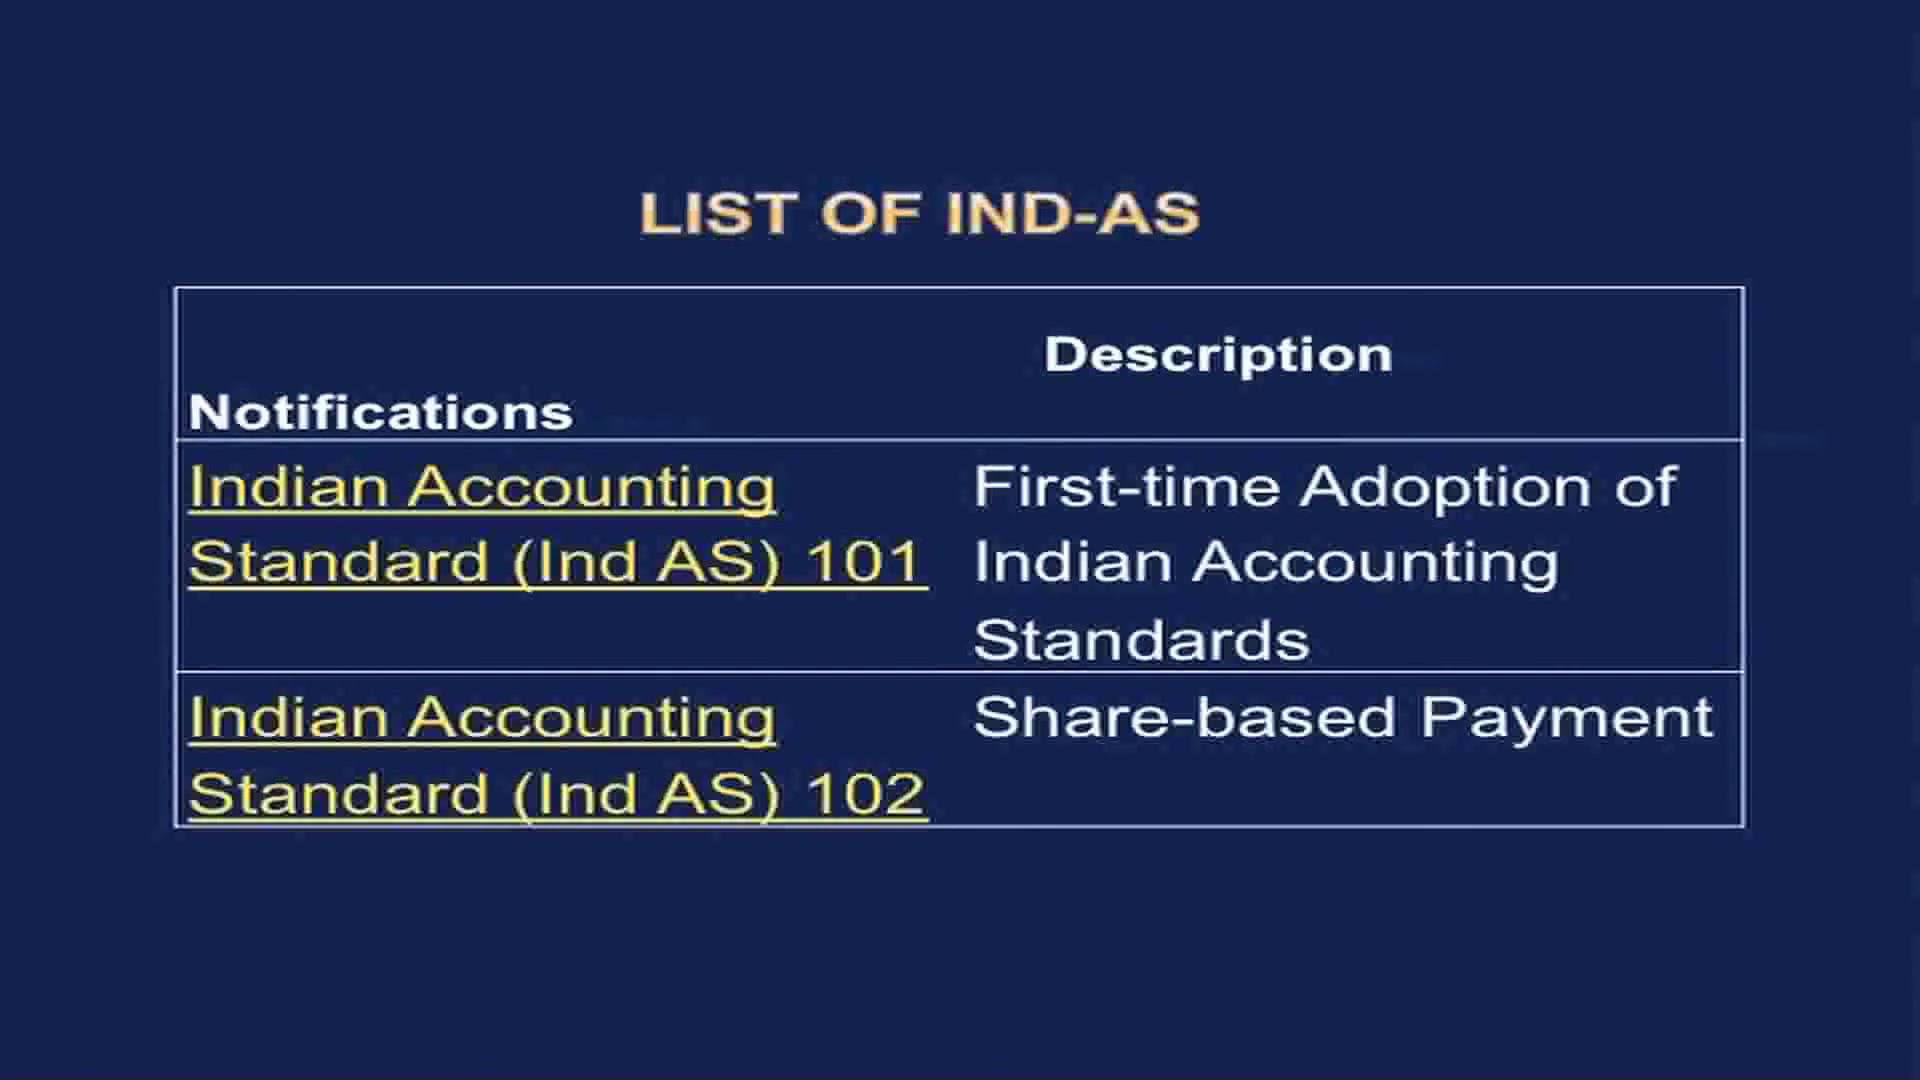 LIST OF IND-AS
Description
Notifications
Indian Accounting
Standard (Ind AS) 101
First-time Adoption of
Indian Accounting
Standards
Indian Accounting
Standard (Ind AS) 102
Share-based Payment